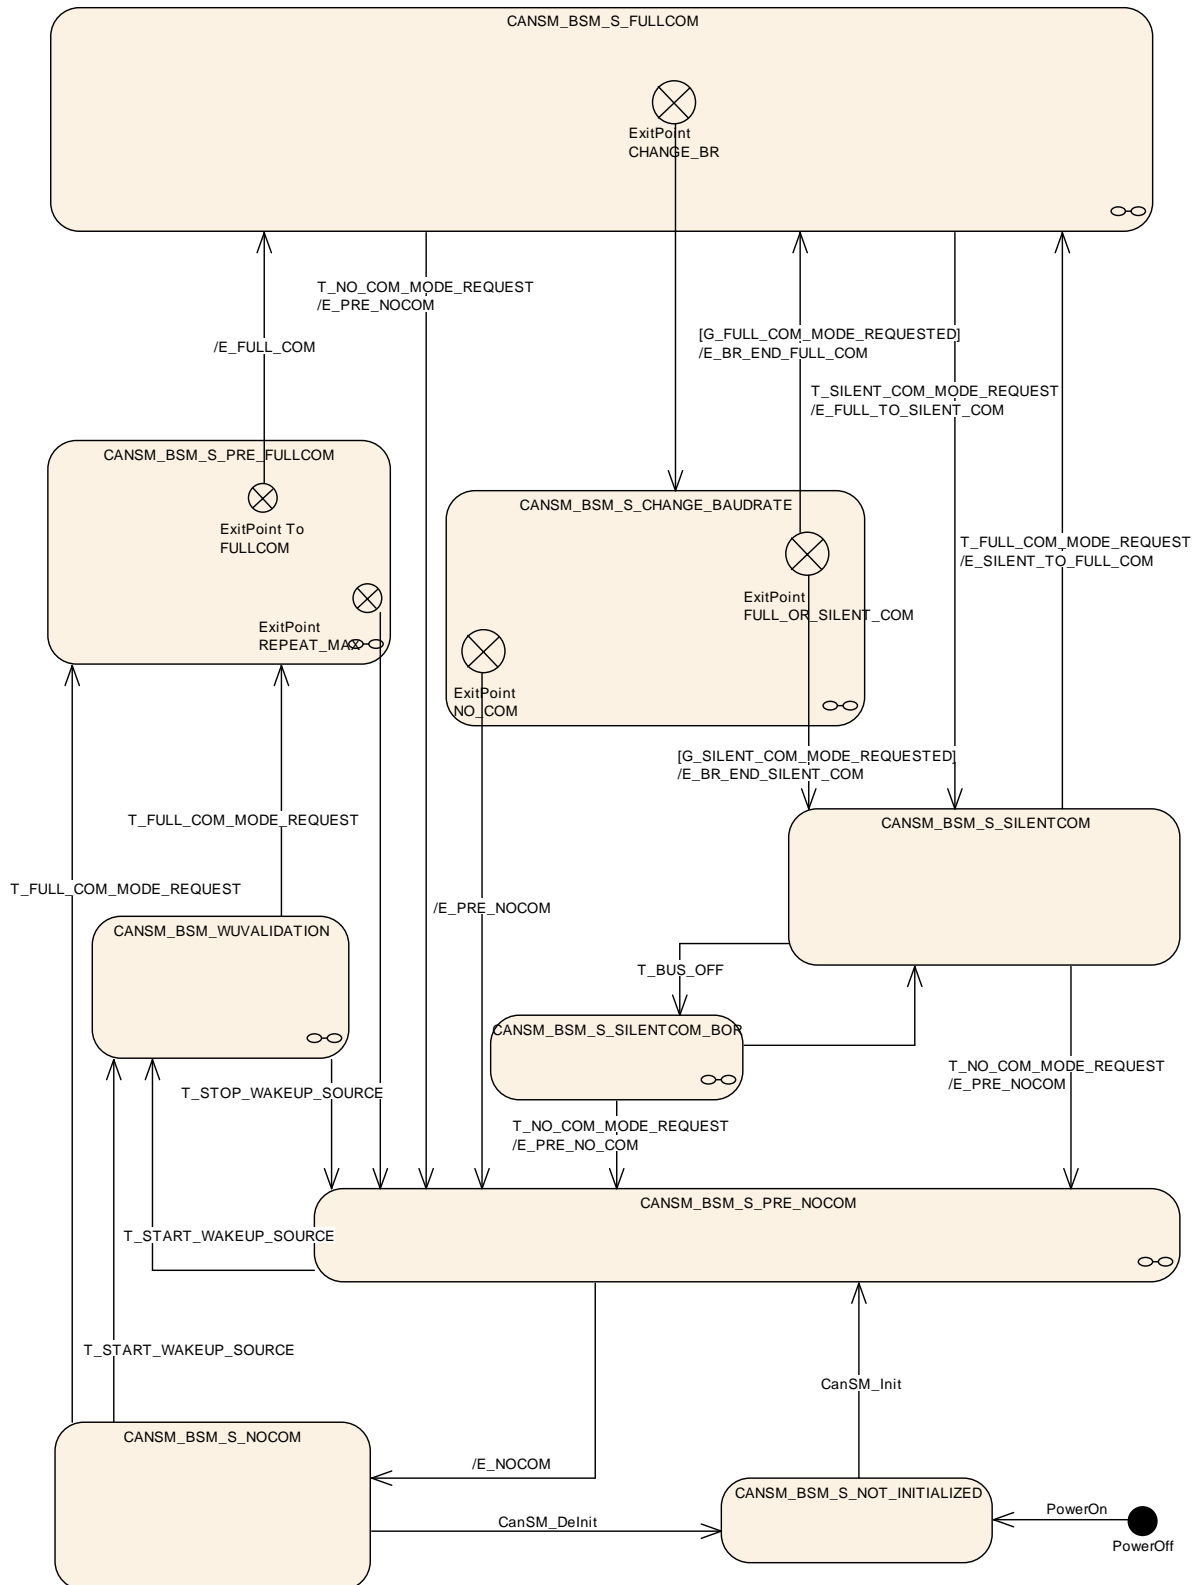 CANSM_BSM_S_FULLCOM
ExitPoint
CHANGE_BR
T_NO_COM_MODE_REQUEST
/E_PRE_NOCOM
/E_FULL_COM
[G_FULL_COM_MODE_REQUESTED]
/E_BR_END_FULL_COM
T_SILENT_COM_MODE_REQUEST
/E_FULL_TO_SILENT_COM
CANSM_BSM_S_PRE_FULLCOM
ExitPoint To
FULLCOM
ExitPoint
REPEAT_MAX
CANSM_BSM_S_CHANGE_BAUDRATE
ExitPoint
FULL_OR_SILENT_COM
ExitPoint
NO_COM
T_FULL_COM_MODE_REQUEST
/E_SILENT_TO_FULL_COM
[G_SILENT_COM_MODE_REQUESTED]
/E_BR_END_SILENT_COM
T_FULL_COM_MODE_REQUEST
CANSM_BSM_S_SILENTCOM
T_FULL_COM_MODE_REQUEST
/E_PRE_NOCOM
CANSM_BSM_WUVALIDATION
T_BUS_OFF
CANSM_BSM_S_SILENTCOM_BOR
T_NO_COM_MODE_REQUEST
/E_PRE_NOCOM
T_STOP_WAKEUP_SOURCE
T_NO_COM_MODE_REQUEST
/E_PRE_NO_COM
CANSM_BSM_S_PRE_NOCOM
T_START_WAKEUP_SOURCE
T_START_WAKEUP_SOURCE
CanSM_Init
CANSM_BSM_S_NOCOM
/E_NOCOM
CANSM_BSM_S_NOT_INITIALIZED
CanSM_DeInit
PowerOn
PowerOff